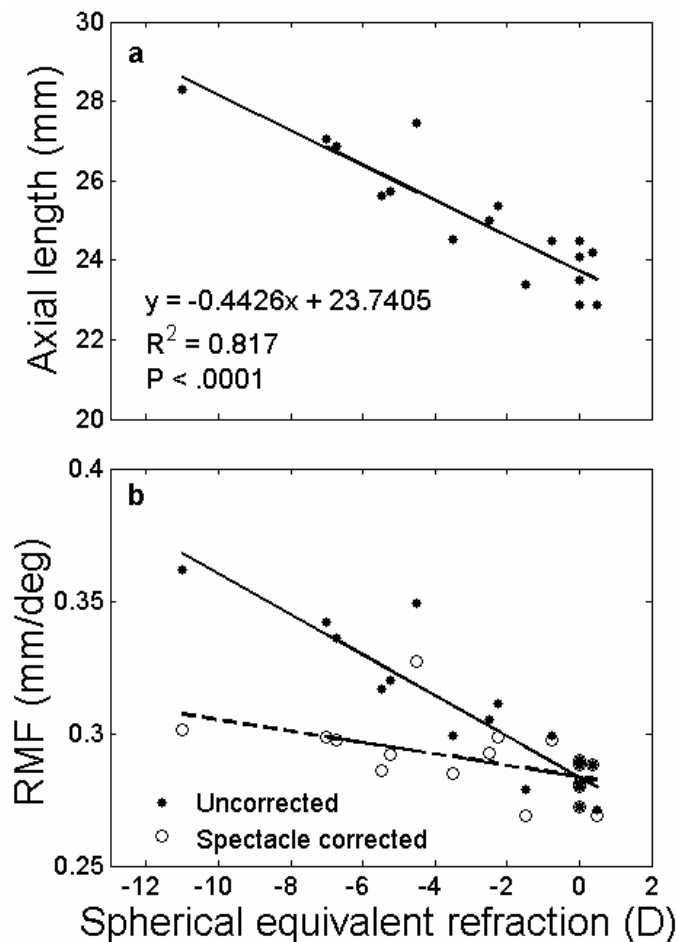 30
a
28
26
24
22
20
Axial length (mm)
y = -0.4426x + 23.7405
R² = 0.817
P < .0001
0.4
b
0.35
0.3
0.25
RMF (mm/deg)
Uncorrected
Spectacle corrected
-12 -10 -8 -6 -4 -2 0 2
Spherical equivalent refraction (D)